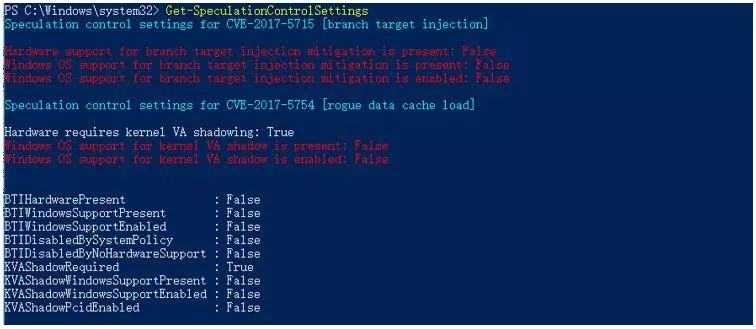 PS C:\Windows\system32> Get-SpeculationControlSettings
Speculation control settings for CVE-2017-5715 [branch target injection]
Hardware support for branch target injection mitigation is present: False
Windows OS support for branch target injection mitigation is present: False
Windows OS support for branch target injection mitigation is enabled: False
Speculation control settings for CVE-2017-5754 [rogue data cache load]
Hardware requires kernel VA shadowing: True
Windows OS support for kernel VA shadow is present: False
Windows OS support for kernel VA shadow is enabled: False
BTIHardwarePresent : False
BTIWindowsSupportPresent : False
BTIWindowsSupportEnabled : False
BTIDisabledBySystemPolicy : False
BTIDisabledByNoHardwareSupport : False
KVAShadowRequired : True
KVAShadowWindowsSupportPresent : False
KVAShadowWindowsSupportEnabled : False
KVAShadowPcidEnabled : False